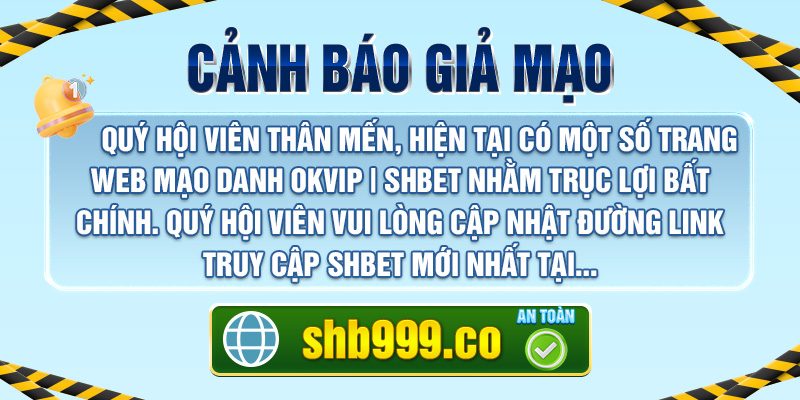 CẢNH BÁO GIẢ MẠO
1
QUÝ HỘI VIÊN THÂN MẾN, HIỆN TẠI CÓ MỘT SỐ TRANG
WEB MẠO DANH OKVIP | SHBET NHẰM TRỤC LỢI BẤT
CHÍNH. QUÝ HỘI VIÊN VUI LÒNG CẬP NHẬT ĐƯỜNG LINK
TRUY CẬP SHBET MỚI NHẤT TẠI...
AN TOÀN
shb999.co